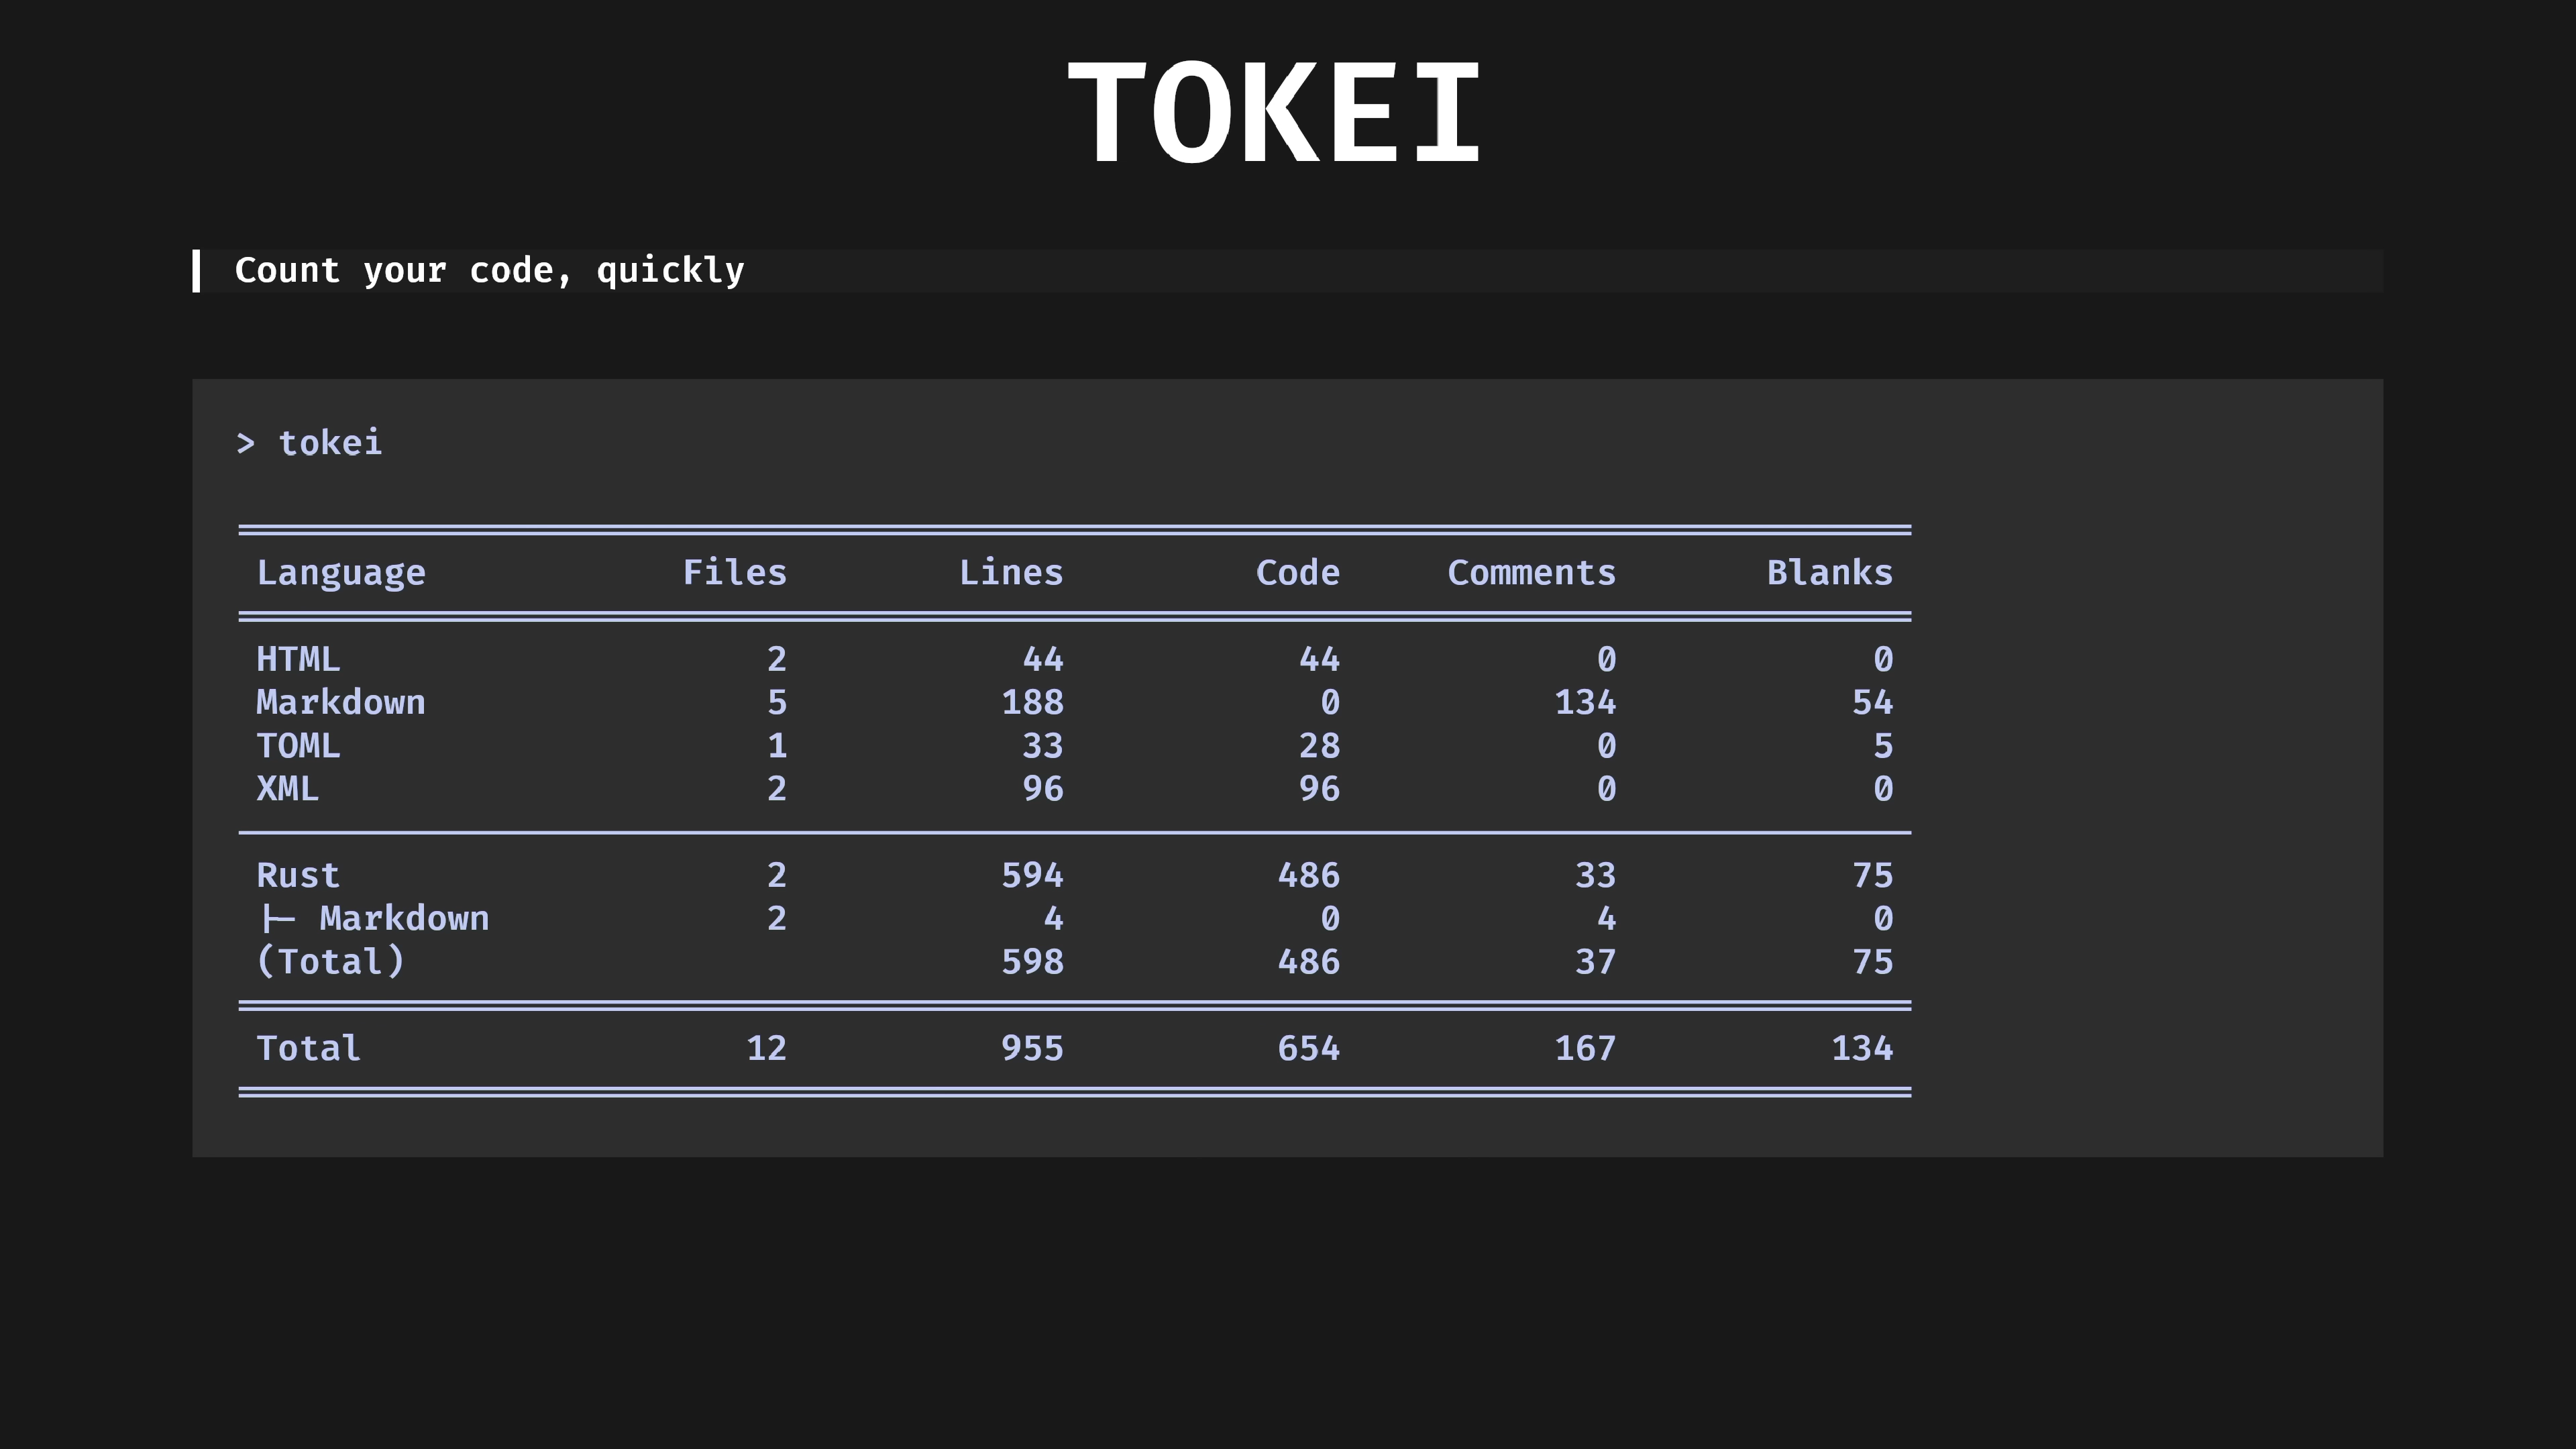 TOKEI
Count your code, quickly
> tokei
Language Files Lines Code Comments Blanks
HTML 2 44 44 0 0
Markdown 5 188 0 134 54
TOML 1 33 28 0 5
XML 2 96 96 0 0
Rust 2 594 486 33 75
|- Markdown 2 4 0 4 0
(Total) 598 486 37 75
Total 12 955 654 167 134